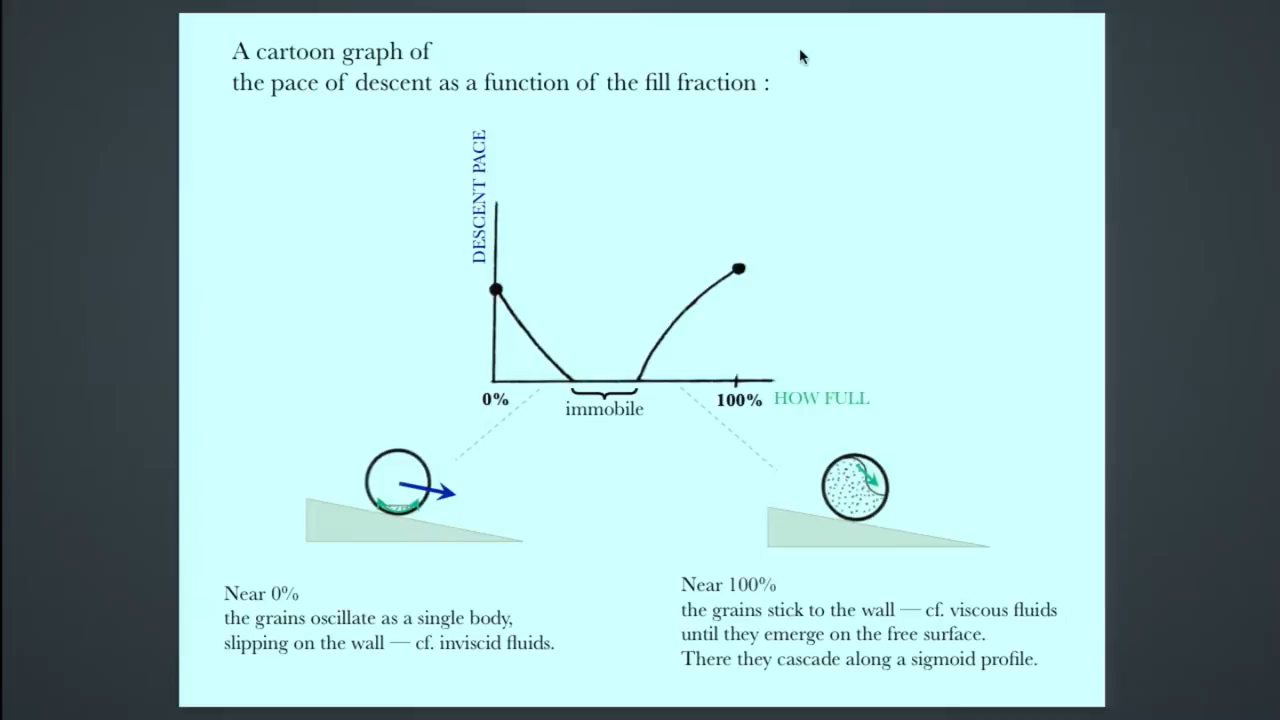 A cartoon graph of
the pace of descent as a function of the fill fraction :
DESCENT PACE
0%
immobile
100%
HOW FULL
Near 0%
the grains oscillate as a single body,
slipping on the wall — cf. inviscid fluids.
Near 100%
the grains stick to the wall — cf. viscous fluids
until they emerge on the free surface.
There they cascade along a sigmoid profile.